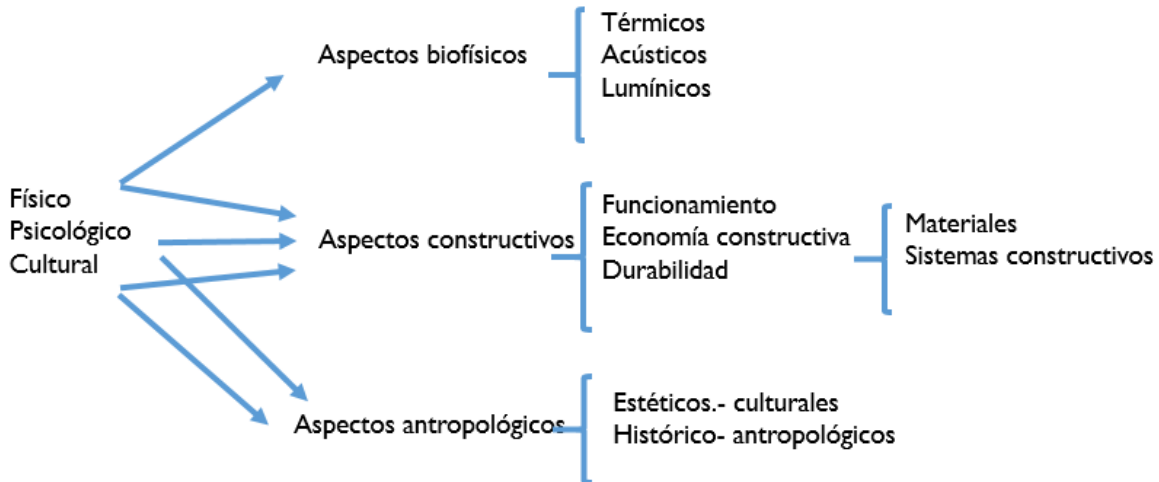 Físico
Psicológico
Cultural
Aspectos biofísicos
Térmicos
Acústicos
Lumínicos
Aspectos constructivos
Funcionamiento
Economía constructiva
Durabilidad
Materiales
Sistemas constructivos
Aspectos antropológicos
Estéticos.- culturales
Histórico- antropológicos